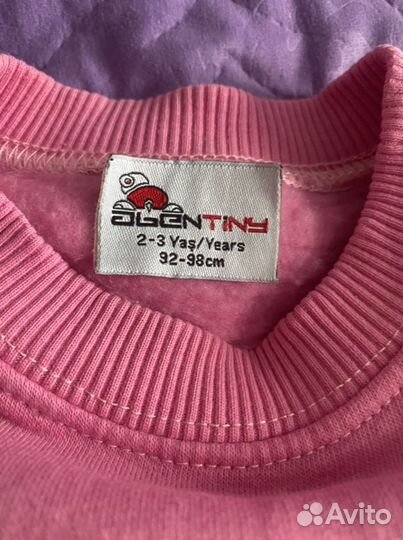 agenTiny
2-3 Yaş/Years
92-98cm
Avito